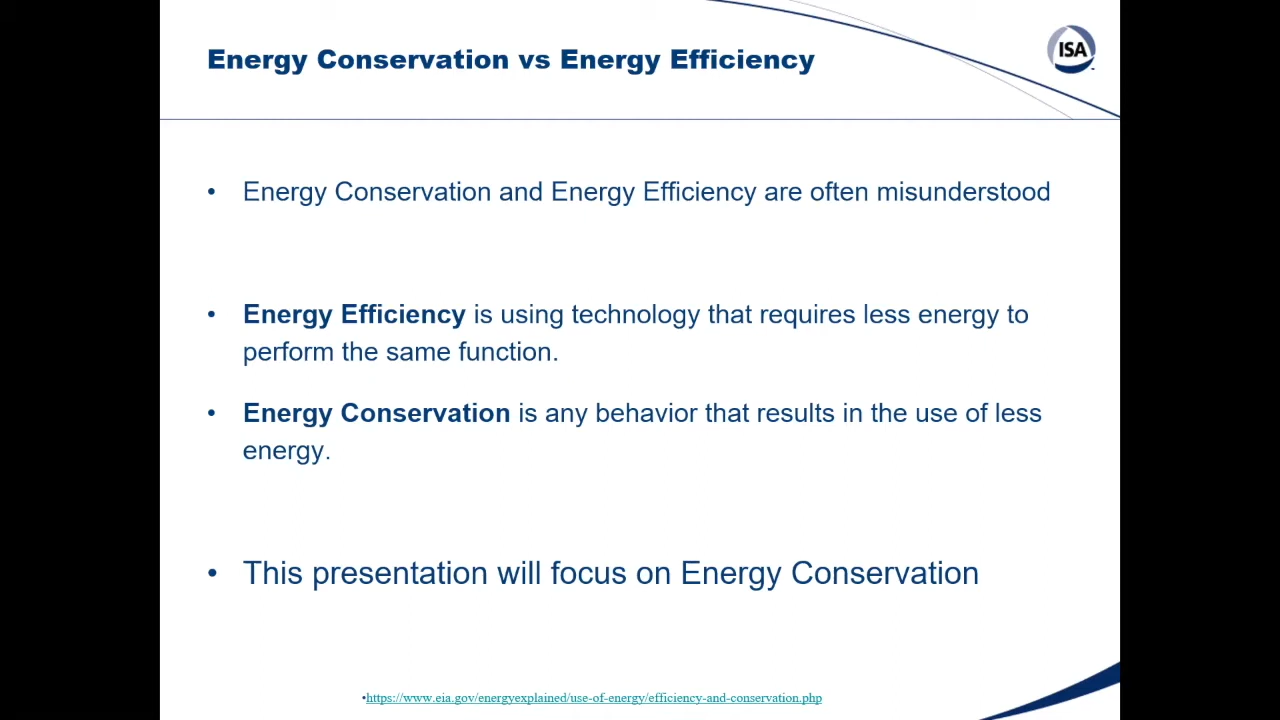 Energy Conservation vs Energy Efficiency
ISA
• Energy Conservation and Energy Efficiency are often misunderstood
• Energy Efficiency is using technology that requires less energy to
perform the same function.
• Energy Conservation is any behavior that results in the use of less
energy.
• This presentation will focus on Energy Conservation
•https://www.eia.gov/energyexplained/use-of-energy/efficiency-and-conservation.php